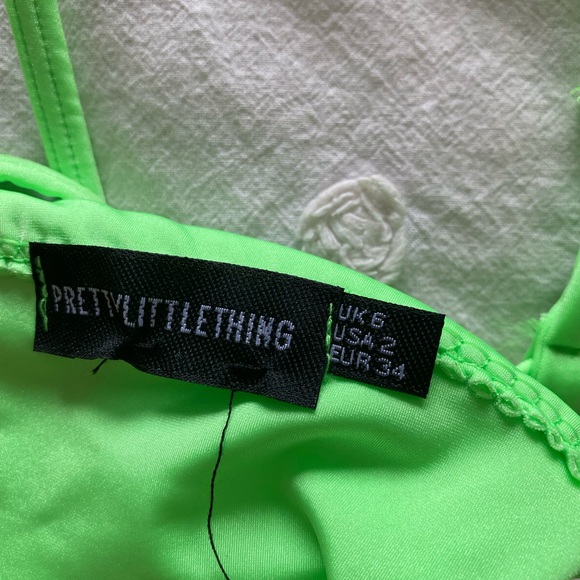 PRETTYLITTLETHING
UK 6
USA 2
EUR 34